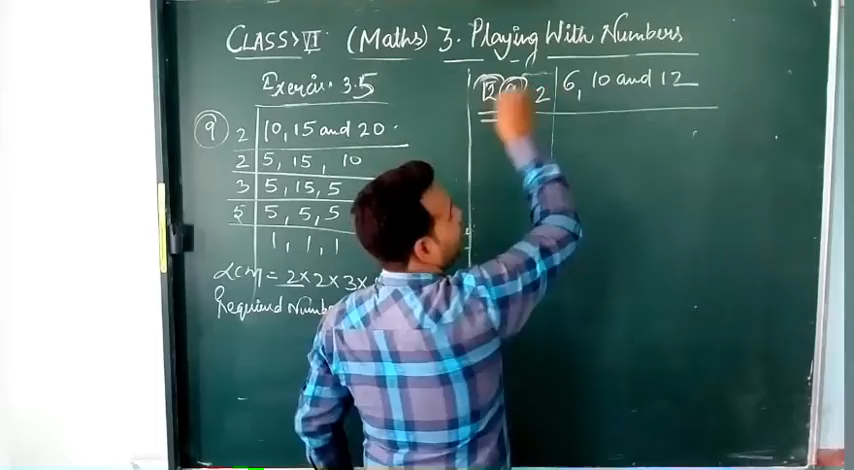 CLASS > VI (Maths) 3. Playing With Numbers
Exercise 3.5
9 2 10, 15 and 20.
2 5, 15, 10
3 5, 15, 5
5 5, 5, 5
1, 1, 1
LCM = 2×2×3×
Required Number
12 2 6, 10 and 12